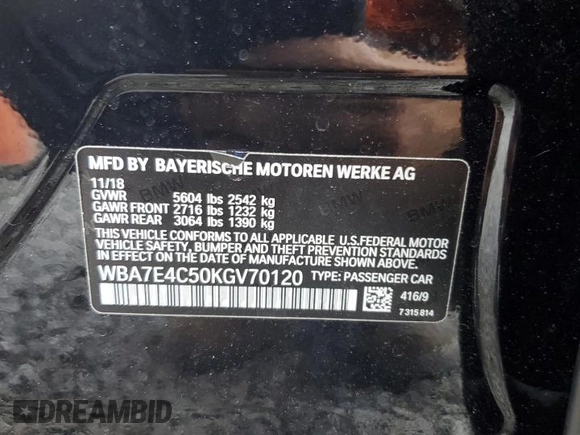 MFD BY BAYERISCHE MOTOREN WERKE AG
11/18
GVWR 5604 lbs 2542 kg
GAWR FRONT 2716 lbs 1232 kg
GAWR REAR 3064 lbs 1390 kg
THIS VEHICLE CONFORMS TO ALL APPLICABLE U.S.FEDERAL MOTOR
VEHICLE SAFETY, BUMPER AND THEFT PREVENTION STANDARDS
IN EFFECT ON THE DATE OF MANUFACTURE SHOWN ABOVE.
WBA7E4C50KGV70120 TYPE: PASSENGER CAR
416/9
7 315 814
DREAMBID